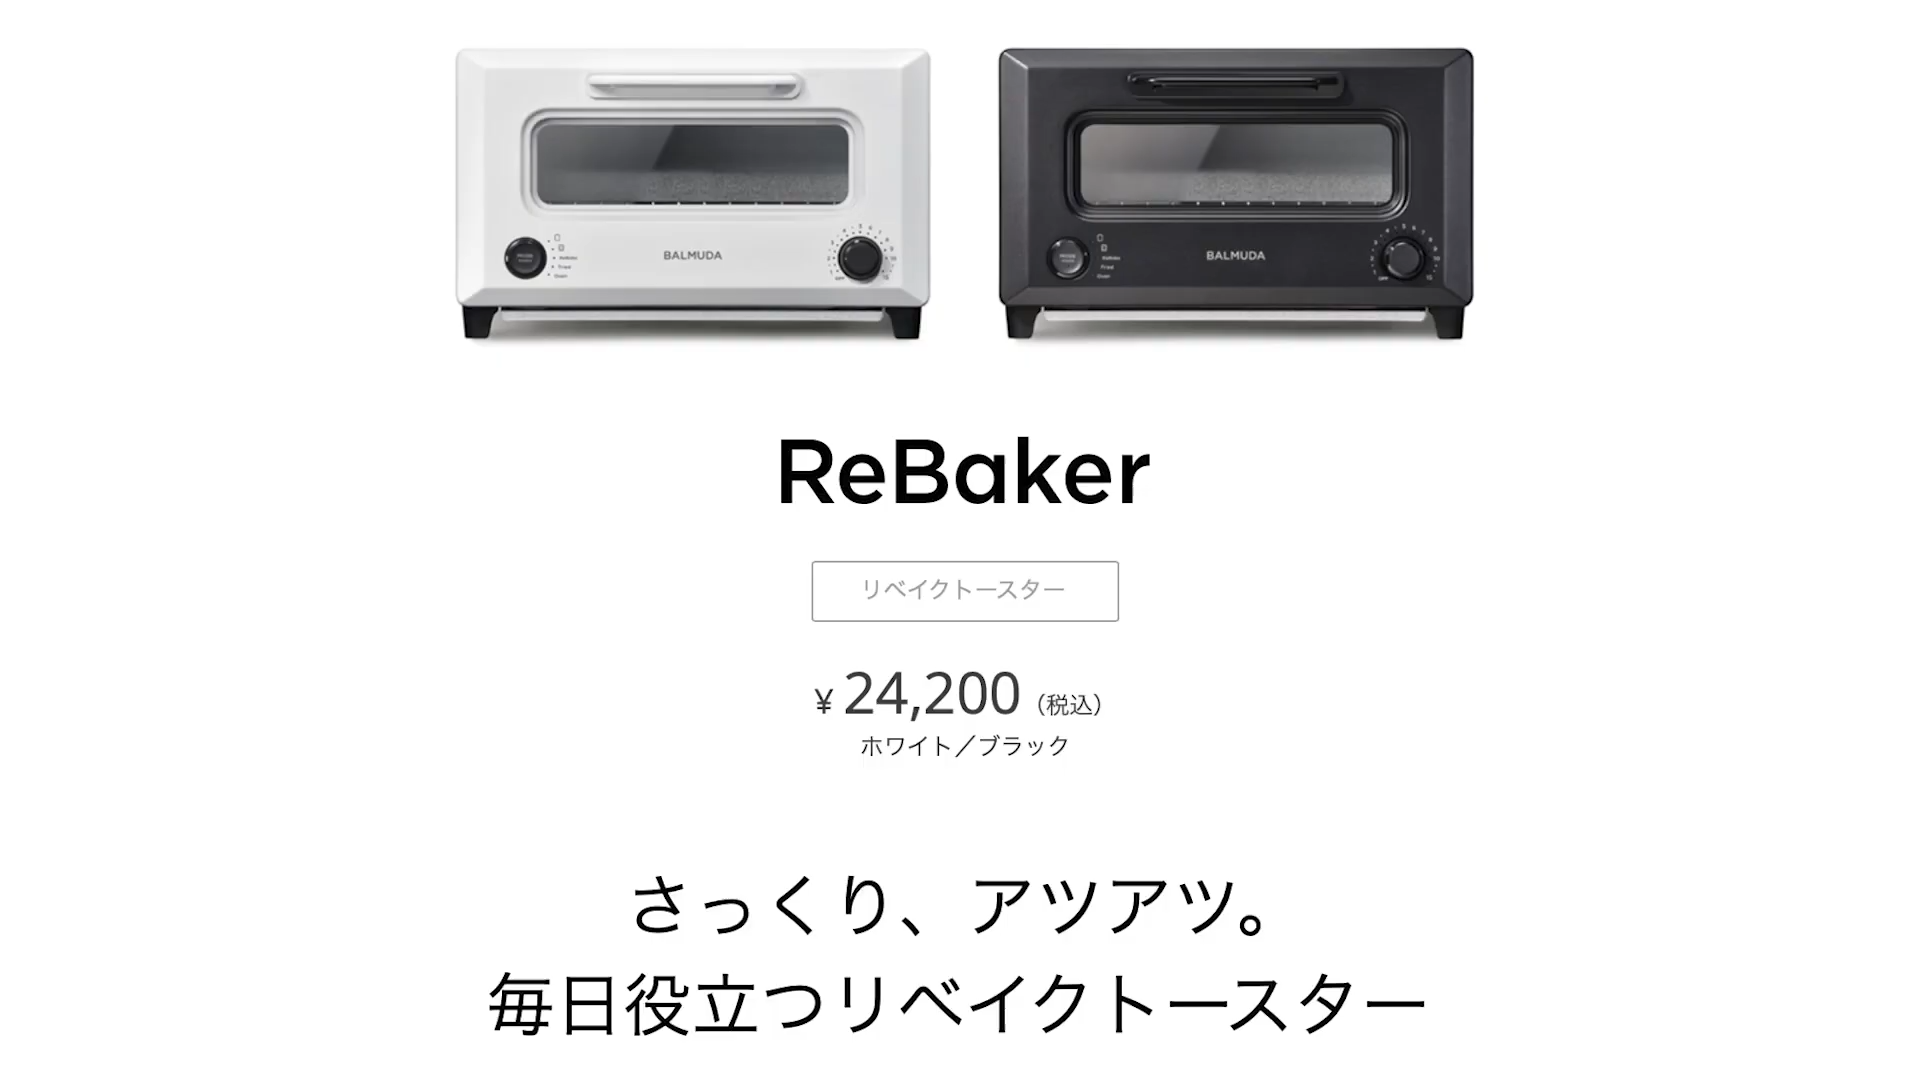 BALMUDA
BALMUDA
ReBaker
リベイクトースター
¥ 24,200（税込）
ホワイト／ブラック
さっくり、アツアツ。
毎日役立つリベイクトースター